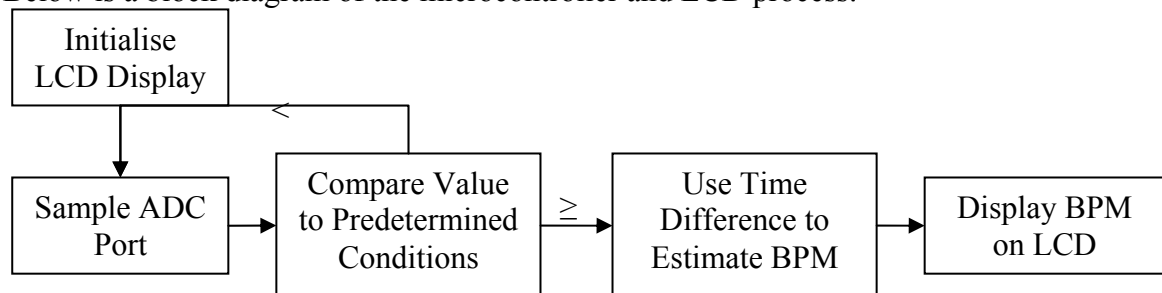 Below is a block diagram of the microcontroller and LCD process.
Initialise
LCD Display
<
Sample ADC
Port
Compare Value
to Predetermined
Conditions
≥
Use Time
Difference to
Estimate BPM
Display BPM
on LCD